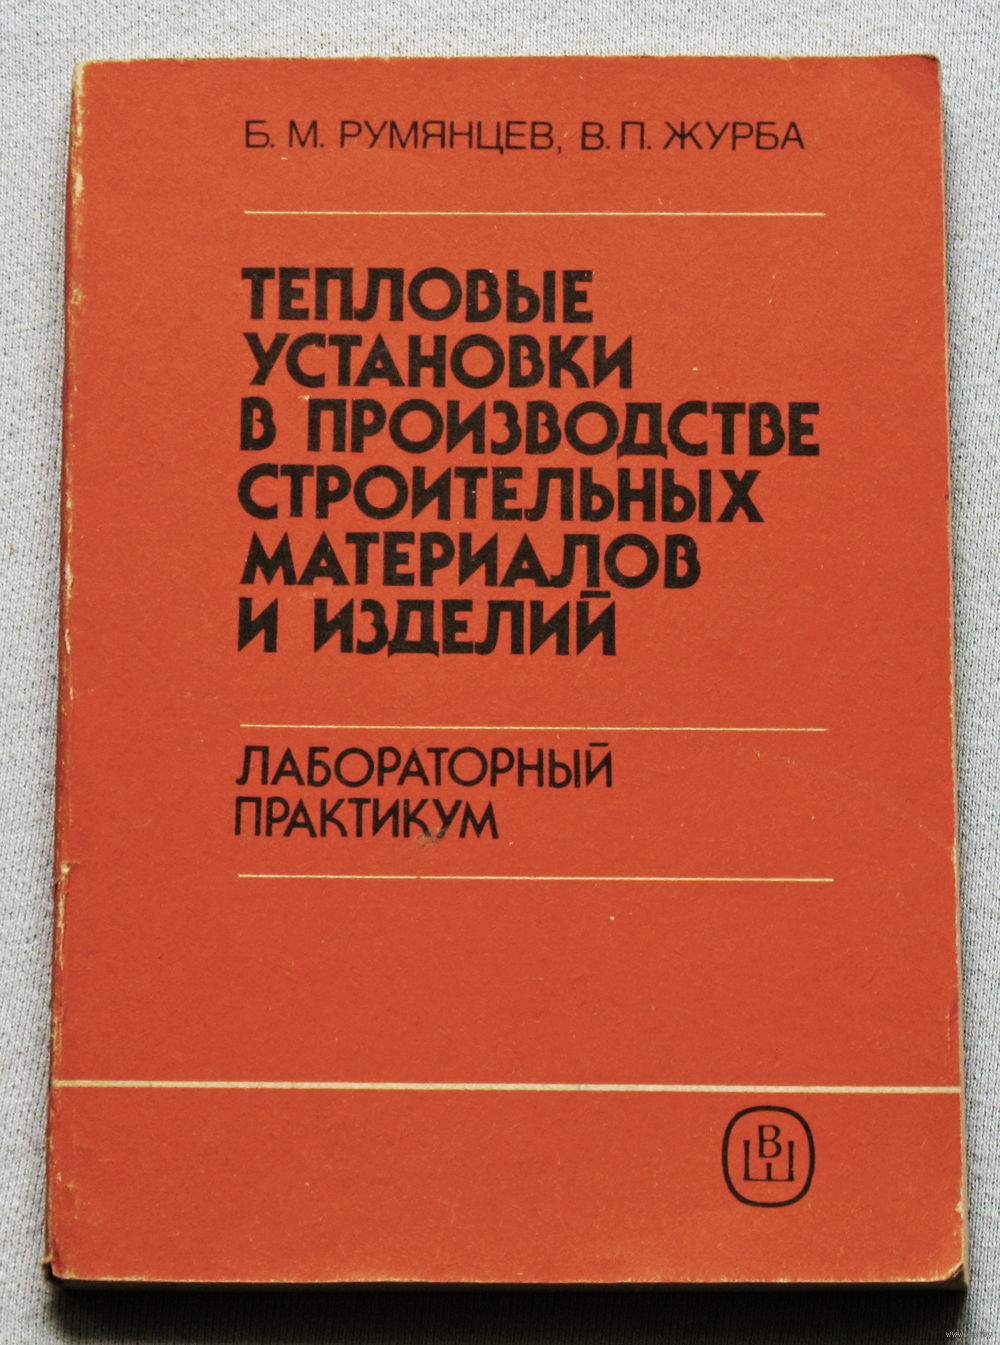 Б. М. РУМЯНЦЕВ, В. П. ЖУРБА
ТЕПЛОВЫЕ
УСТАНОВКИ
В ПРОИЗВОДСТВЕ
СТРОИТЕЛЬНЫХ
МАТЕРИАЛОВ
И ИЗДЕЛИЙ
ЛАБОРАТОРНЫЙ
ПРАКТИКУМ
ВШ